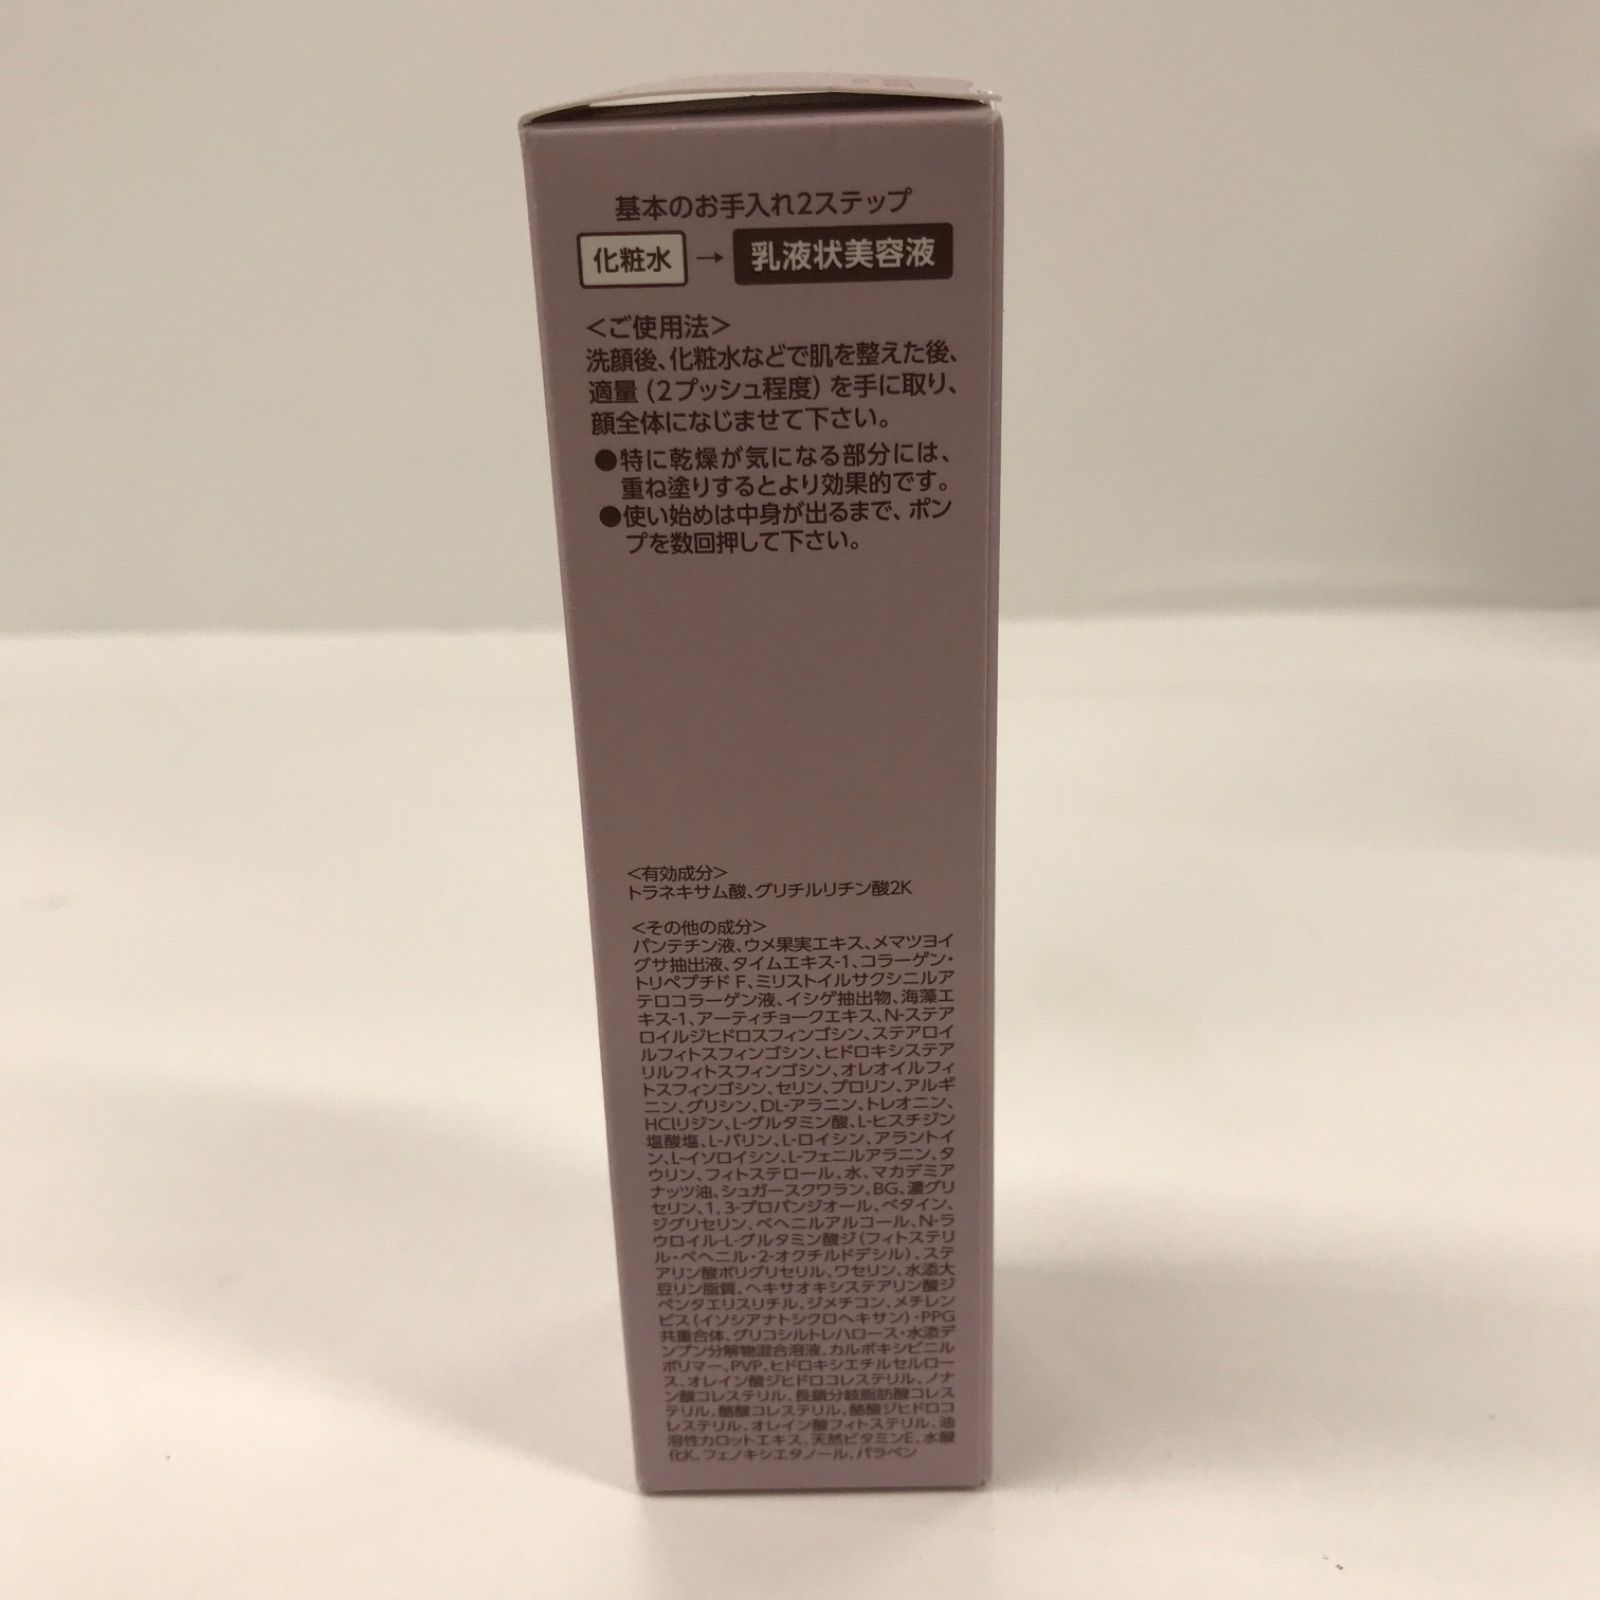 基本のお手入れ2ステップ
化粧水 → 乳液状美容液
＜ご使用法＞
洗顔後、化粧水などで肌を整えた後、
適量（2プッシュ程度）を手に取り、
顔全体になじませて下さい。
●特に乾燥が気になる部分には、
重ね塗りするとより効果的です。
●使い始めは中身が出るまで、ポン
プを数回押して下さい。
＜有効成分＞
トラネキサム酸、グリチルリチン酸2K
＜その他の成分＞
パンテチン液、ウメ果実エキス、メマツヨイ
グサ抽出液、タイムエキス-1、コラーゲン・
トリペプチド F、ミリストイルサクシニルア
テロコラーゲン液、イシゲ抽出物、海藻エ
キス-1、アーティチョークエキス、N-ステア
ロイルジヒドロスフィンゴシン、ステアロイ
ルフィトスフィンゴシン、ヒドロキシステア
リルフィトスフィンゴシン、オレオイルフィ
トスフィンゴシン、セリン、プロリン、アルギ
ニン、グリシン、DL-アラニン、トレオニン、
HClリジン、L-グルタミン酸、L-ヒスチジン
塩酸塩、L-バリン、L-ロイシン、アラントイ
ン、L-イソロイシン、L-フェニルアラニン、タ
ウリン、フィトステロール、水、マカデミア
ナッツ油、シュガースクワラン、BG、濃グリ
セリン、1，3-プロパンジオール、ベタイン、
ジグリセリン、ベヘニルアルコール、N-ラ
ウロイル-L-グルタミン酸ジ（フィトステリ
ル・ベヘニル・2-オクチルドデシル）、ステ
アリン酸ポリグリセリル、ワセリン、水添大
豆リン脂質、ヘキサオキシステアリン酸ジ
ペンタエリスリチル、ジメチコン、メチレン
ビス（イソシアナトシクロヘキサン）・PPG
共重合体、グリコシルトレハロース・水添デ
ンプン分解物混合溶液、カルボキシビニル
ポリマー、PVP、ヒドロキシエチルセルロー
ス、オレイン酸ジヒドロコレステリル、ノナ
ン酸コレステリル、長鎖分岐脂肪酸コレス
テリル、酪酸コレステリル、酪酸ジヒドロコ
レステリル、オレイン酸フィトステリル、油
溶性カロットエキス、天然ビタミンE、水酸
化K、フェノキシエタノール、パラベン